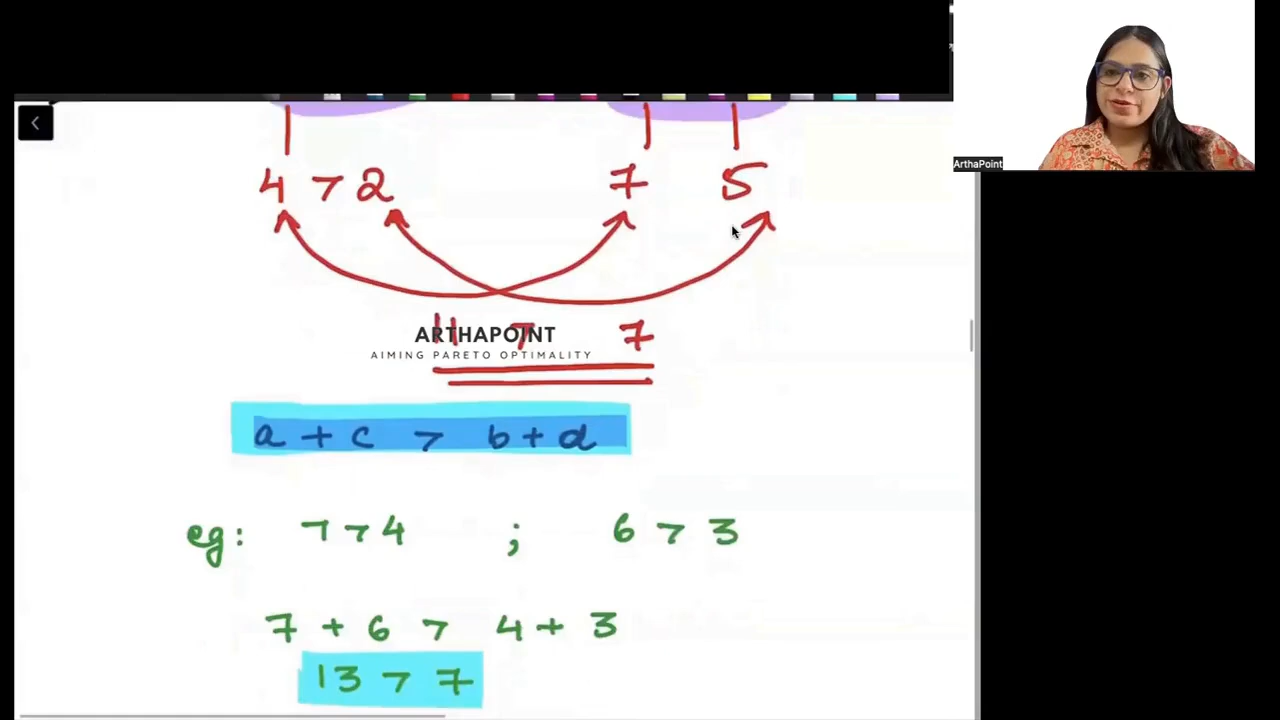 ArthaPoint
4 > 2 7 5
11 > 7
ARTHAPOINT
AIMING PARETO OPTIMALITY
a + c > b + d
eg: 7 > 4 ; 6 > 3
7 + 6 > 4 + 3
13 > 7